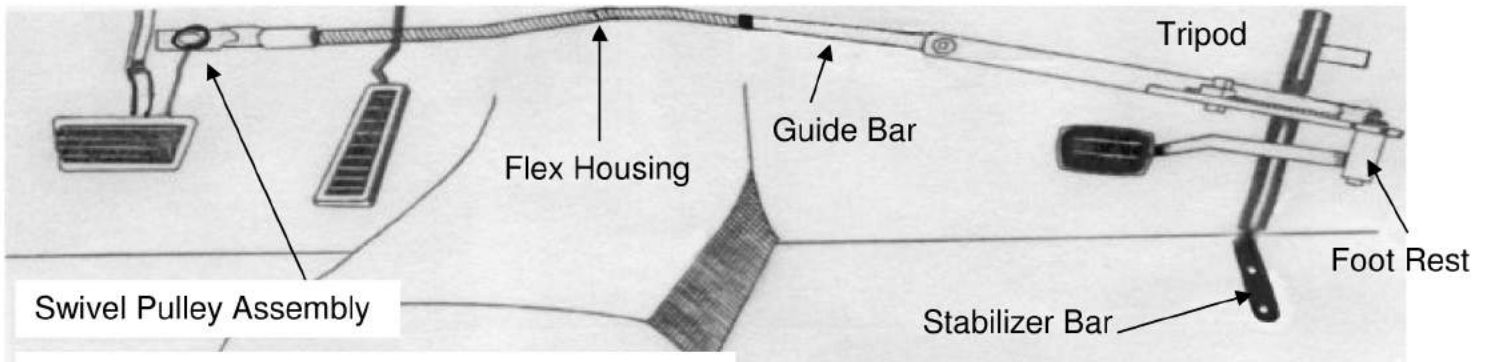 Tripod
Guide Bar
Flex Housing
Foot Rest
Swivel Pulley Assembly
Stabilizer Bar